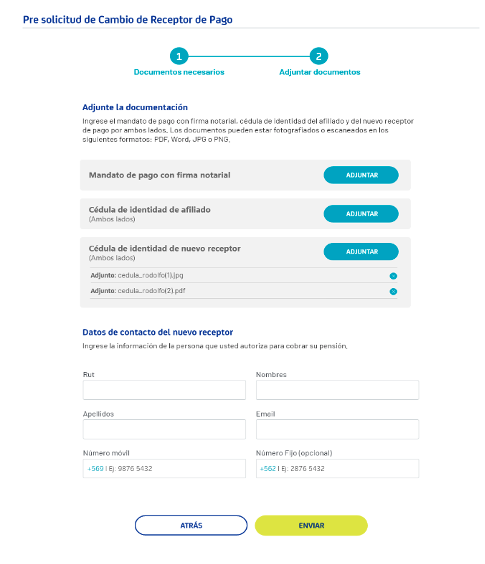 Pre solicitud de Cambio de Receptor de Pago
1
2
Documentos necesarios
Adjuntar documentos
Adjunte la documentación
Ingrese el mandato de pago con firma notarial, cédula de identidad del afiliado y del nuevo receptor
de pago por ambos lados. Los documentos pueden estar fotografiados o escaneados en los
siguientes formatos: PDF, Word, JPG o PNG.
Mandato de pago con firma notarial
ADJUNTAR
Cédula de identidad de afiliado
(Ambos lados)
ADJUNTAR
Cédula de identidad de nuevo receptor
(Ambos lados)
ADJUNTAR
Adjunto: cedula_rodolfo(1).jpg
Adjunto: cedula_rodolfo(2).pdf
Datos de contacto del nuevo receptor
Ingrese la información de la persona que usted autoriza para cobrar su pensión.
Rut
Nombres
Apellidos
Email
Número móvil
Número Fijo (opcional)
+569 | Ej: 9876 5432
+562 | Ej: 2876 5432
ATRÁS
ENVIAR